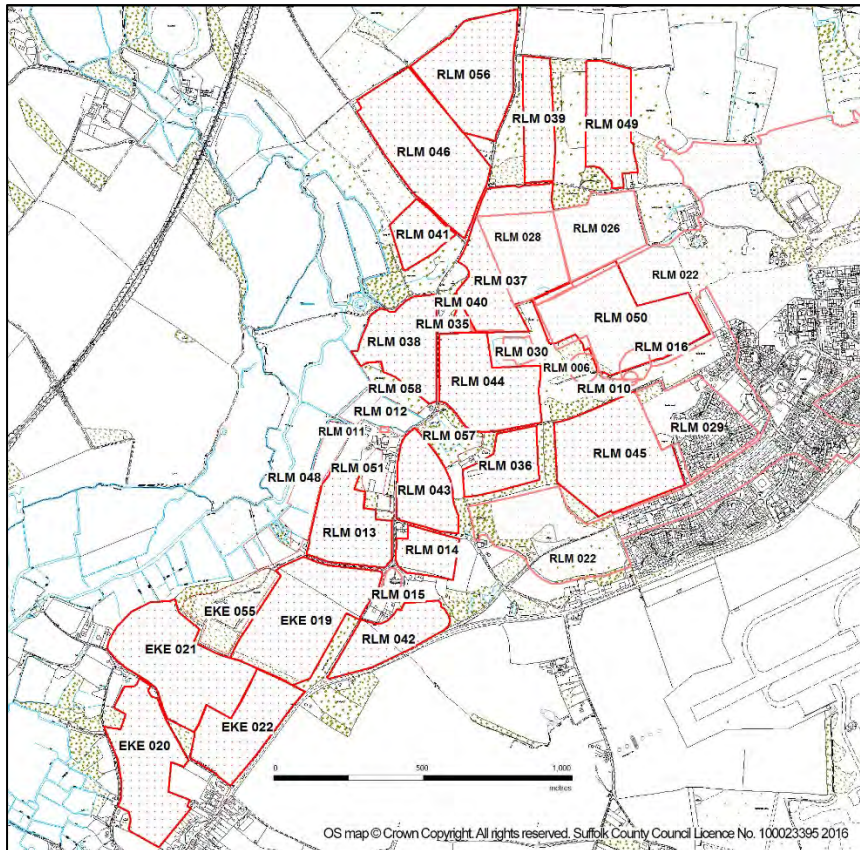 RLM 056
RLM 039
RLM 049
RLM 046
RLM 041
RLM 028
RLM 026
RLM 037
RLM 022
RLM 040
RLM 050
RLM 035
RLM 038
RLM 016
RLM 030
RLM 006
RLM 058
RLM 044
RLM 010
RLM 012
RLM 011
RLM 057
RLM 029
RLM 045
RLM 051
RLM 036
RLM 048
RLM 043
RLM 013
RLM 014
RLM 022
RLM 015
EKE 055
EKE 019
RLM 042
EKE 021
EKE 022
EKE 020
0 500 1,000
metres
OS map © Crown Copyright. All rights reserved. Suffolk County Council Licence No. 100023395 2016